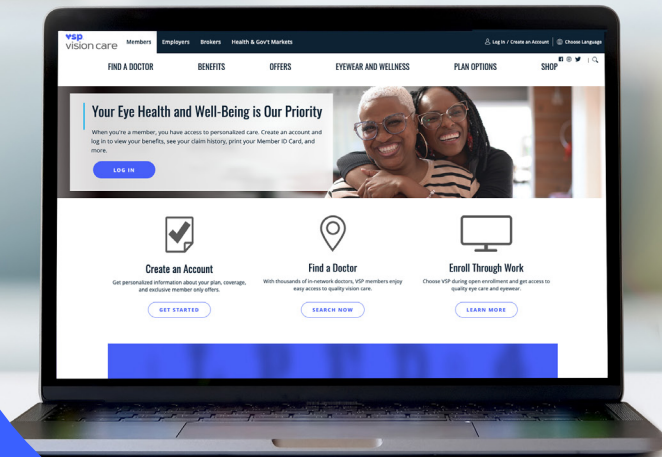 vsp
vision care
Members
Employers
Brokers
Health & Gov't Markets
Log In / Create an Account
Choose Language
FIND A DOCTOR
BENEFITS
OFFERS
EYEWEAR AND WELLNESS
PLAN OPTIONS
SHOP
Your Eye Health and Well-Being is Our Priority
When you're a member, you have access to personalized care. Create an account and
log in to view your benefits, see your claim history, print your Member ID Card, and
more.
LOG IN
Create an Account
Get personalized information about your plan, coverage,
and exclusive member only offers.
GET STARTED
Find a Doctor
With thousands of in-network doctors, VSP members enjoy
easy access to quality vision care.
SEARCH NOW
Enroll Through Work
Choose VSP during open enrollment and get access to
quality eye care and eyewear.
LEARN MORE